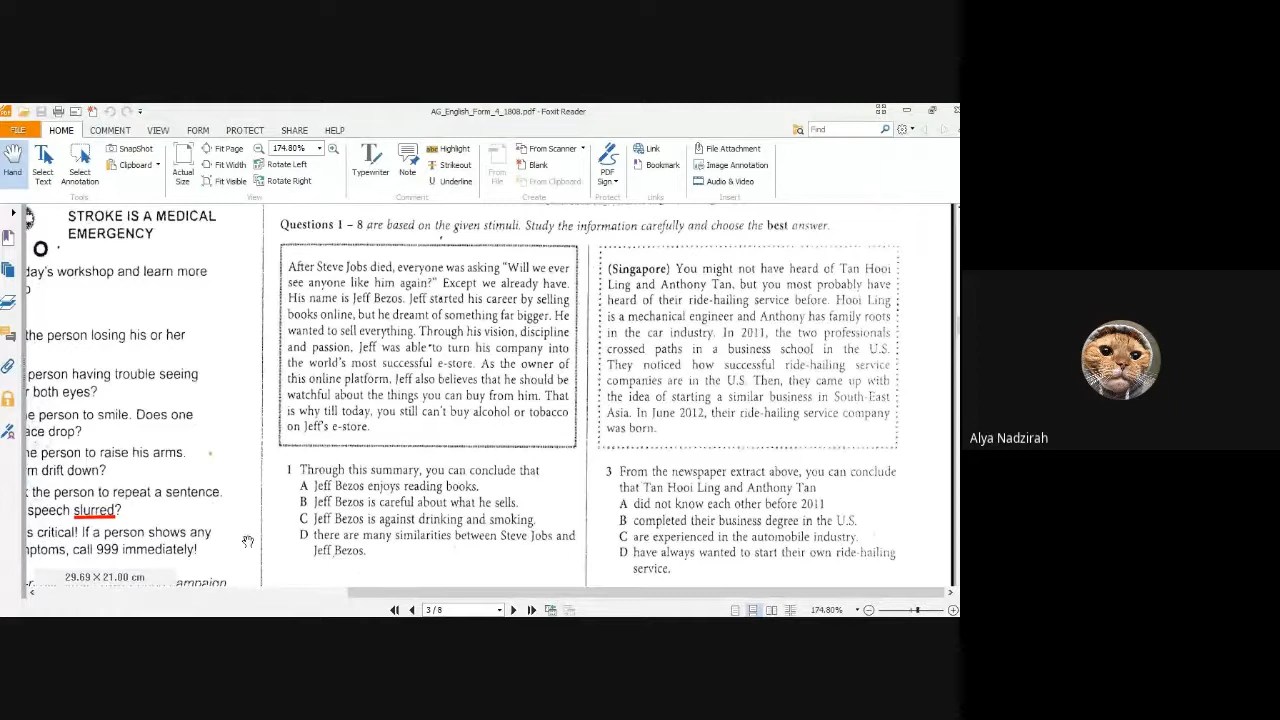 AG_English_Form_4_1808.pdf - Foxit Reader
FILE HOME COMMENT VIEW FORM PROTECT SHARE HELP
Find
Hand
Select Text
Select Annotation
SnapShot
Clipboard
Tools
Actual Size
Fit Page
Fit Width
Fit Visible
174.80%
Rotate Left
Rotate Right
View
Typewriter
Note
Highlight
Strikeout
Underline
Comment
From File
From Scanner
Blank
From Clipboard
Create
PDF Sign
Protect
Link
Bookmark
Links
File Attachment
Image Annotation
Audio & Video
Insert
STROKE IS A MEDICAL
EMERGENCY
O
day's workshop and learn more
the person losing his or her
person having trouble seeing
both eyes?
person to smile. Does one
ace drop?
person to raise his arms.
drift down?
the person to repeat a sentence.
speech slurred?
s critical! If a person shows any
ptoms, call 999 immediately!
campaign
29.69 X 21.00 cm
Questions 1 – 8 are based on the given stimuli. Study the information carefully and choose the best answer.
After Steve Jobs died, everyone was asking "Will we ever
see anyone like him again?" Except we already have.
His name is Jeff Bezos. Jeff started his career by selling
books online, but he dreamt of something far bigger. He
wanted to sell everything. Through his vision, discipline
and passion, Jeff was able to turn his company into
the world's most successful e-store. As the owner of
this online platform, Jeff also believes that he should be
watchful about the things you can buy from him. That
is why till today, you still can't buy alcohol or tobacco
on Jeff's e-store.
1 Through this summary, you can conclude that
A Jeff Bezos enjoys reading books.
B Jeff Bezos is careful about what he sells.
C Jeff Bezos is against drinking and smoking.
D there are many similarities between Steve Jobs and
Jeff Bezos.
(Singapore) You might not have heard of Tan Hooi
Ling and Anthony Tan, but you most probably have
heard of their ride-hailing service before. Hooi Ling
is a mechanical engineer and Anthony has family roots
in the car industry. In 2011, the two professionals
crossed paths in a business school in the U.S.
They noticed how successful ride-hailing service
companies are in the U.S. Then, they came up with
the idea of starting a similar business in South-East
Asia. In June 2012, their ride-hailing service company
was born.
3 From the newspaper extract above, you can conclude
that Tan Hooi Ling and Anthony Tan
A did not know each other before 2011
B completed their business degree in the U.S.
C are experienced in the automobile industry.
D have always wanted to start their own ride-hailing
service.
3 / 8
174.80%
Alya Nadzirah